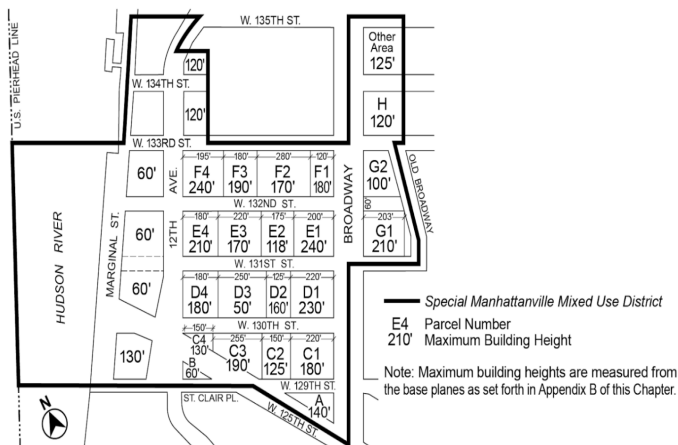 W. 135TH ST.
U.S. PIERHEAD LINE
Other
Area
125'
120'
W. 134TH ST.
120'
H
120'
W. 133RD ST.
195' 180' 280' 120'
60'
F4 F3 F2 F1
240' 190' 170' 180'
G2
100'
OLD BROADWAY
AVE.
BROADWAY
W. 132ND ST.
60'
180' 220' 175' 200' 203'
60'
E4 E3 E2 E1
210' 170' 118' 240'
G1
210'
HUDSON RIVER
MARGINAL ST.
12TH
W. 131ST ST.
180' 250' 125' 220'
60'
D4 D3 D2 D1
180' 50' 160' 230'
W. 130TH ST.
150'
C4
130'
255' 150' 220'
130'
B
60'
C3 C2 C1
190' 125' 180'
W. 129TH ST.
ST. CLAIR PL.
A
140'
W. 125TH ST.
N
Special Manhattanville Mixed Use District
E4 Parcel Number
210' Maximum Building Height
Note: Maximum building heights are measured from
the base planes as set forth in Appendix B of this Chapter.